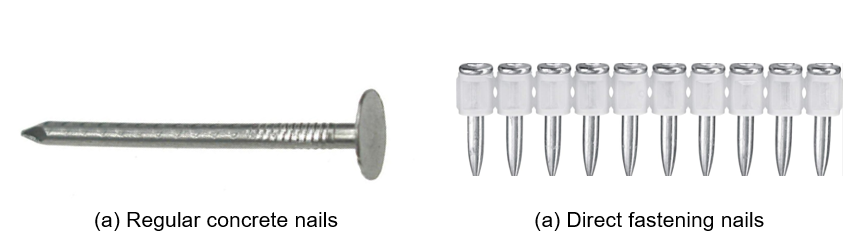 (a) Regular concrete nails
(a) Direct fastening nails